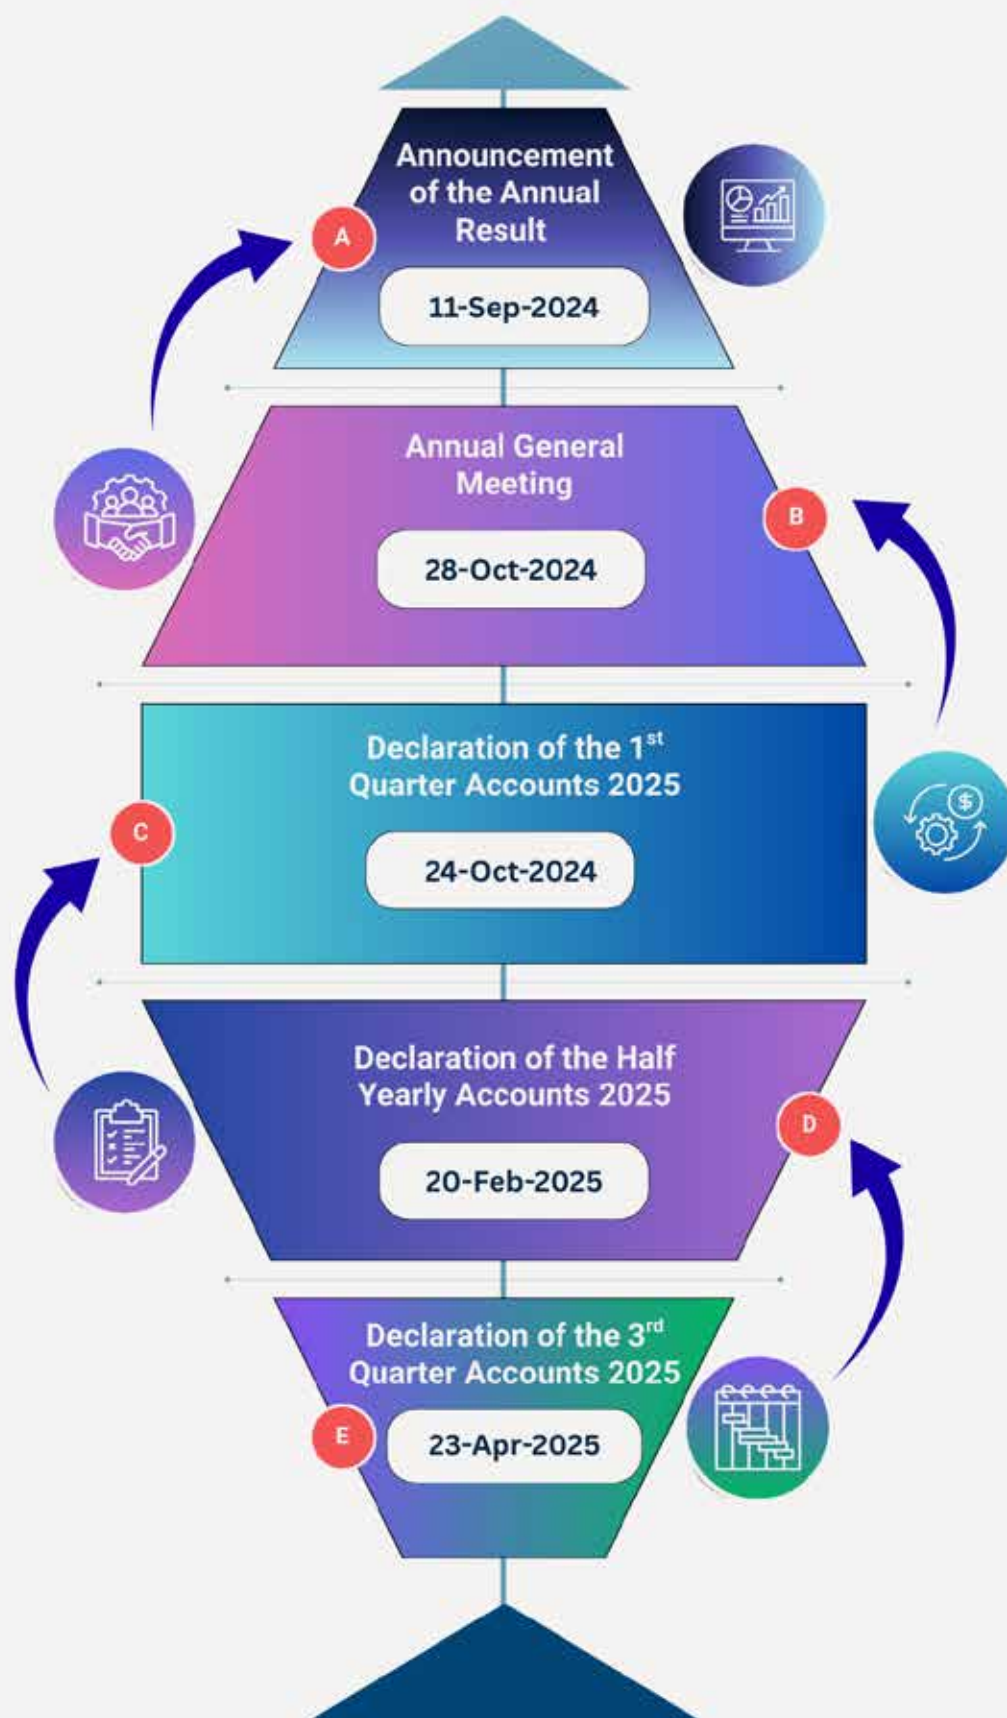 Announcement
of the Annual
Result
A
11-Sep-2024
Annual General
Meeting
B
28-Oct-2024
Declaration of the 1st
Quarter Accounts 2025
C
24-Oct-2024
Declaration of the Half
Yearly Accounts 2025
D
20-Feb-2025
Declaration of the 3rd
Quarter Accounts 2025
E
23-Apr-2025
$